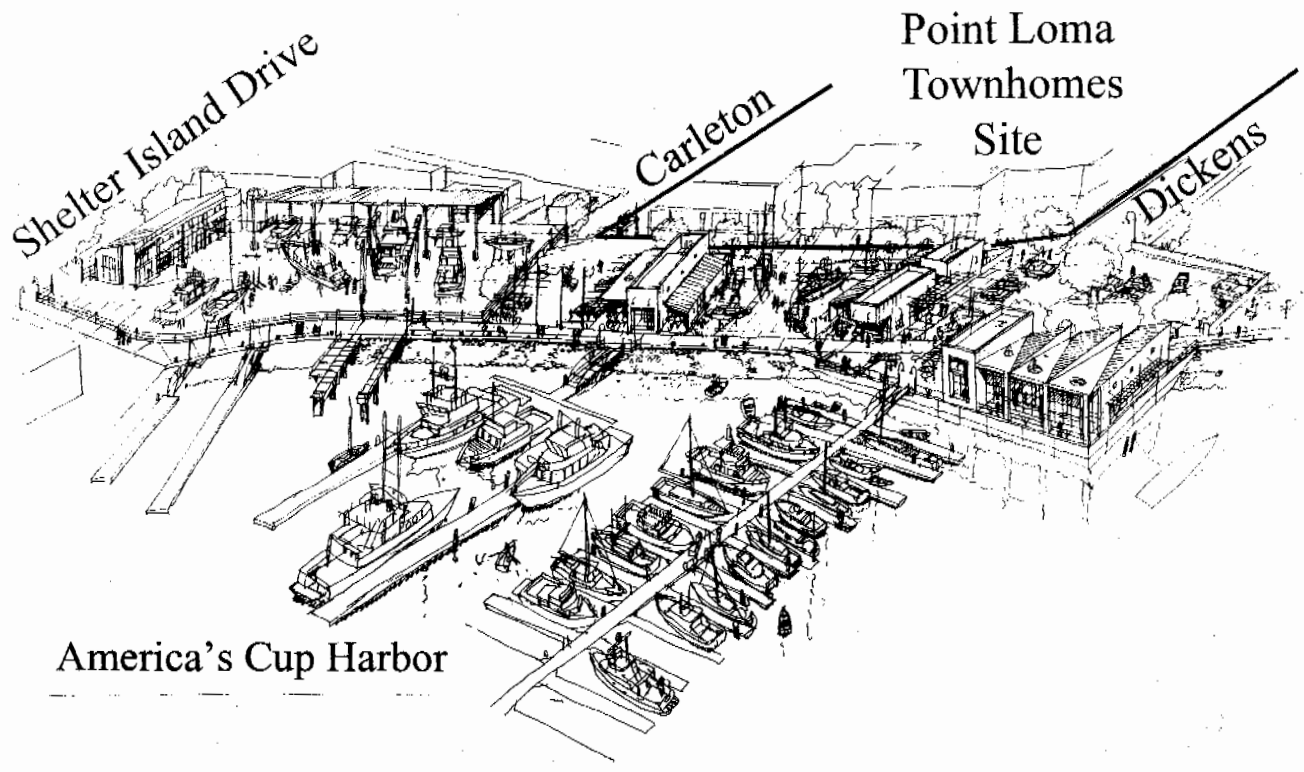 Shelter Island Drive
Carleton
Point Loma
Townhomes
Site
Dickens
America's Cup Harbor